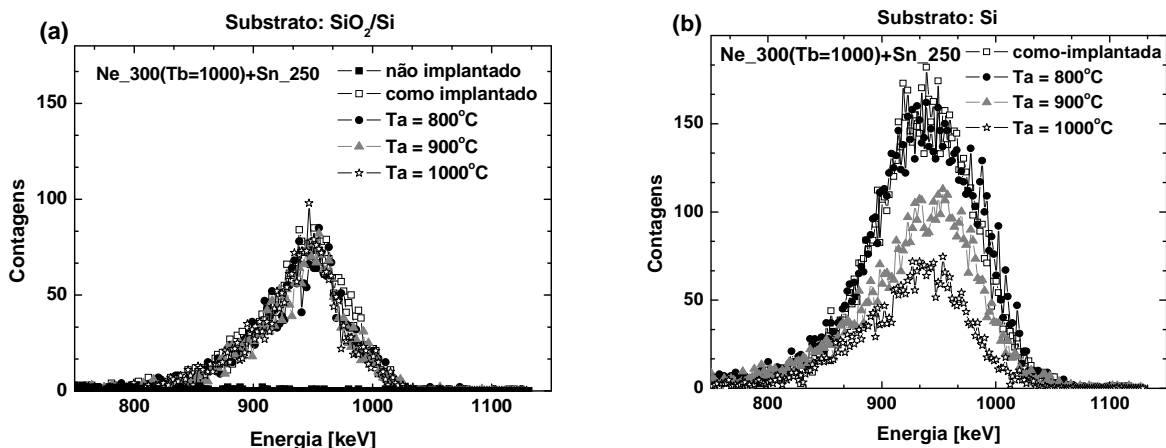 (a)
Substrato: SiO₂/Si
Ne_300(Tb=1000)+Sn_250
não implantado
como implantado
Ta = 800°C
Ta = 900°C
Ta = 1000°C
Contagens
150
100
50
0
800
900
1000
1100
Energia [keV]
(b)
Substrato: Si
Ne_300(Tb=1000)+Sn_250
como-implantada
Ta = 800°C
Ta = 900°C
Ta = 1000°C
Contagens
150
100
50
0
800
900
1000
1100
Energia [keV]